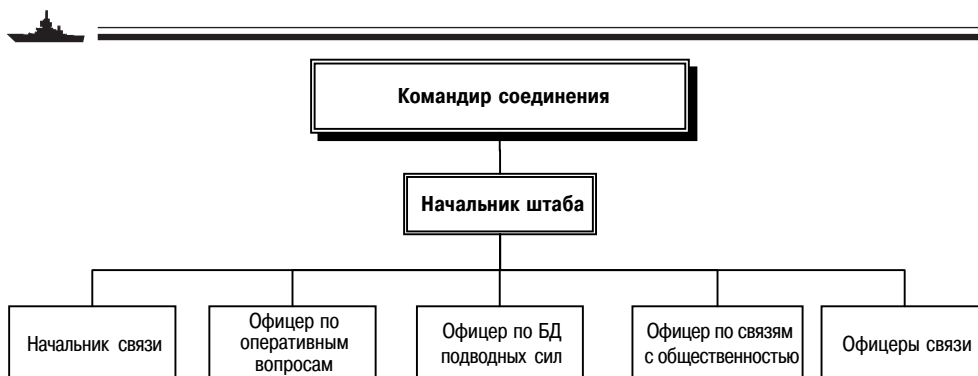 Командир соединения
Начальник штаба
Начальник связи
Офицер по
оперативным
вопросам
Офицер по БД
подводных сил
Офицер по связям
с общественностью
Офицеры связи